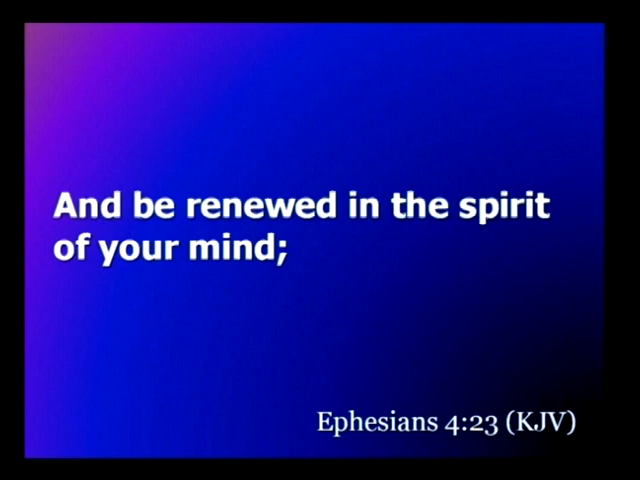 And be renewed in the spirit
of your mind;
Ephesians 4:23 (KJV)